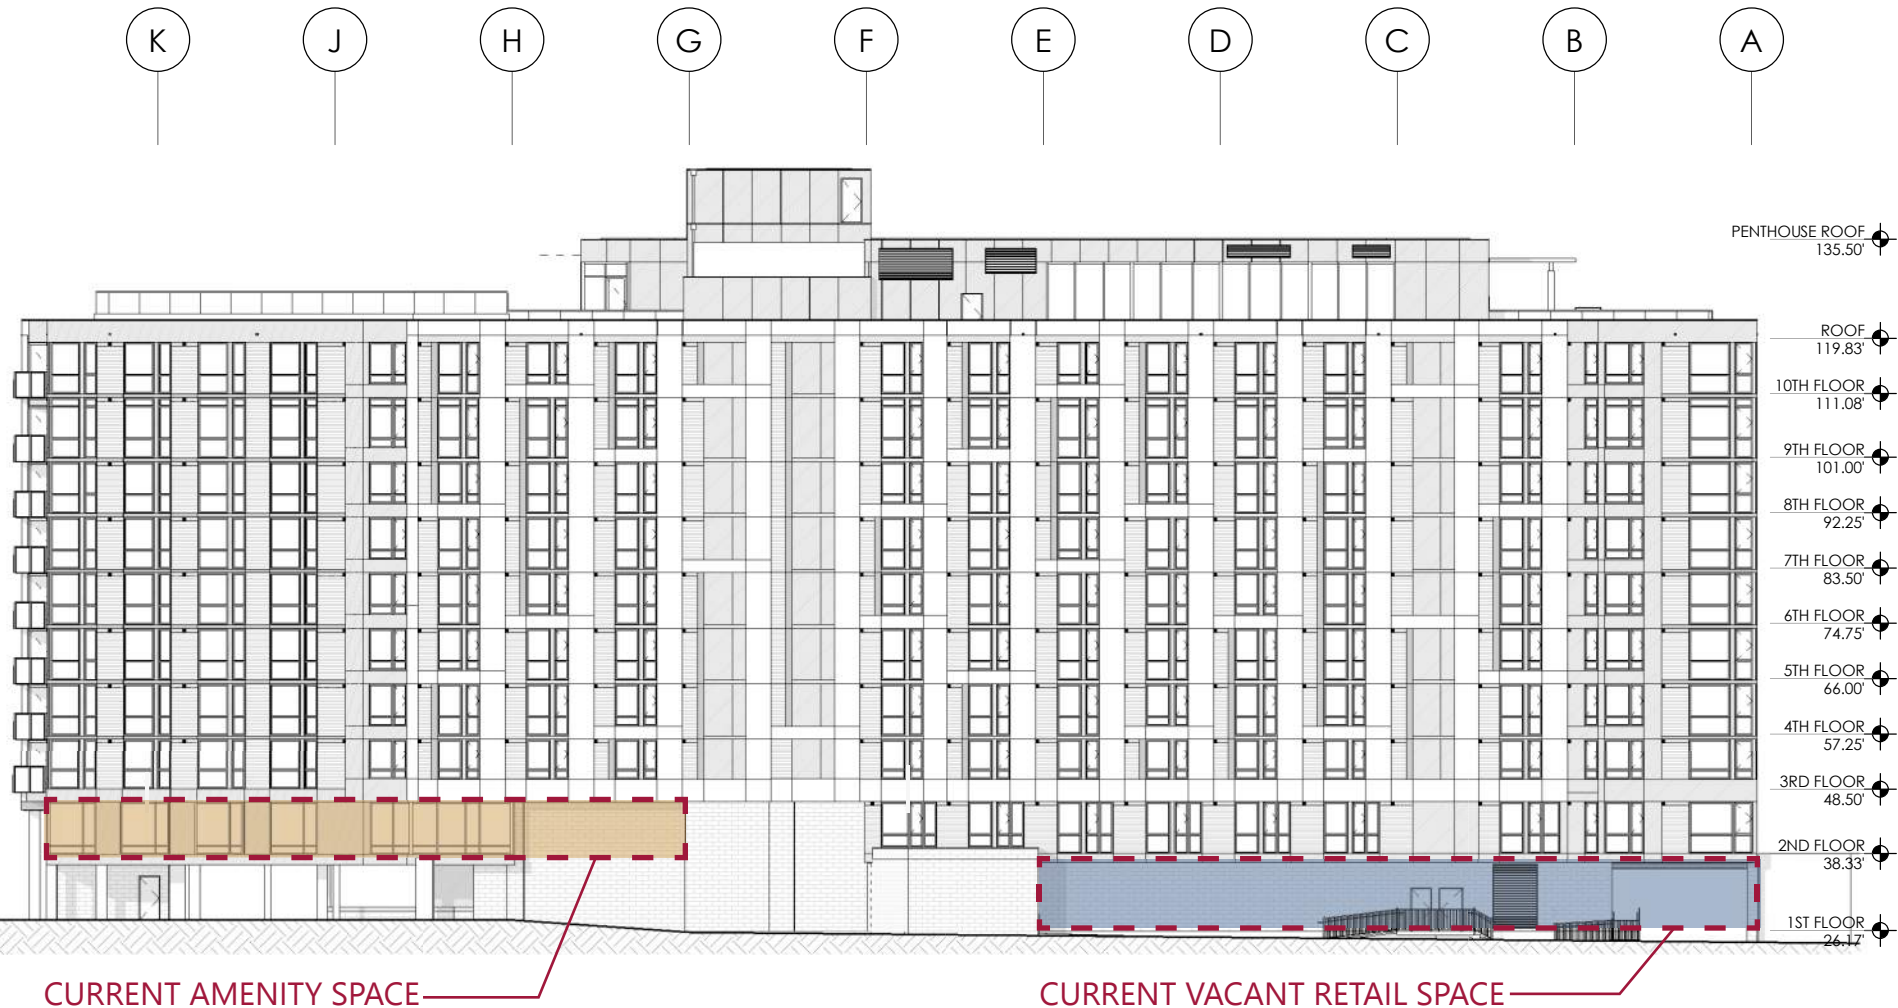 K J H G F E D C B A
PENTHOUSE ROOF
135.50'
ROOF
119.83'
10TH FLOOR
111.08'
9TH FLOOR
101.00'
8TH FLOOR
92.25'
7TH FLOOR
83.50'
6TH FLOOR
74.75'
5TH FLOOR
66.00'
4TH FLOOR
57.25'
3RD FLOOR
48.50'
2ND FLOOR
38.33'
1ST FLOOR
26.17'
CURRENT AMENITY SPACE
CURRENT VACANT RETAIL SPACE